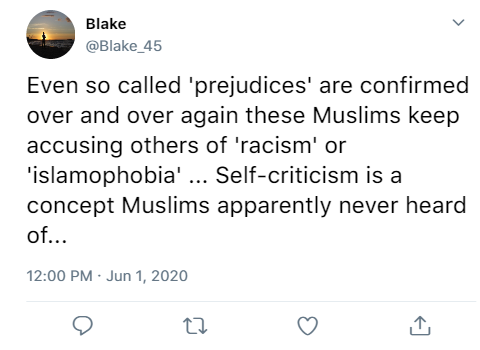 Blake
@Blake_45
Even so called 'prejudices' are confirmed
over and over again these Muslims keep
accusing others of 'racism' or
'islamophobia' ... Self-criticism is a
concept Muslims apparently never heard
of...
12:00 PM · Jun 1, 2020